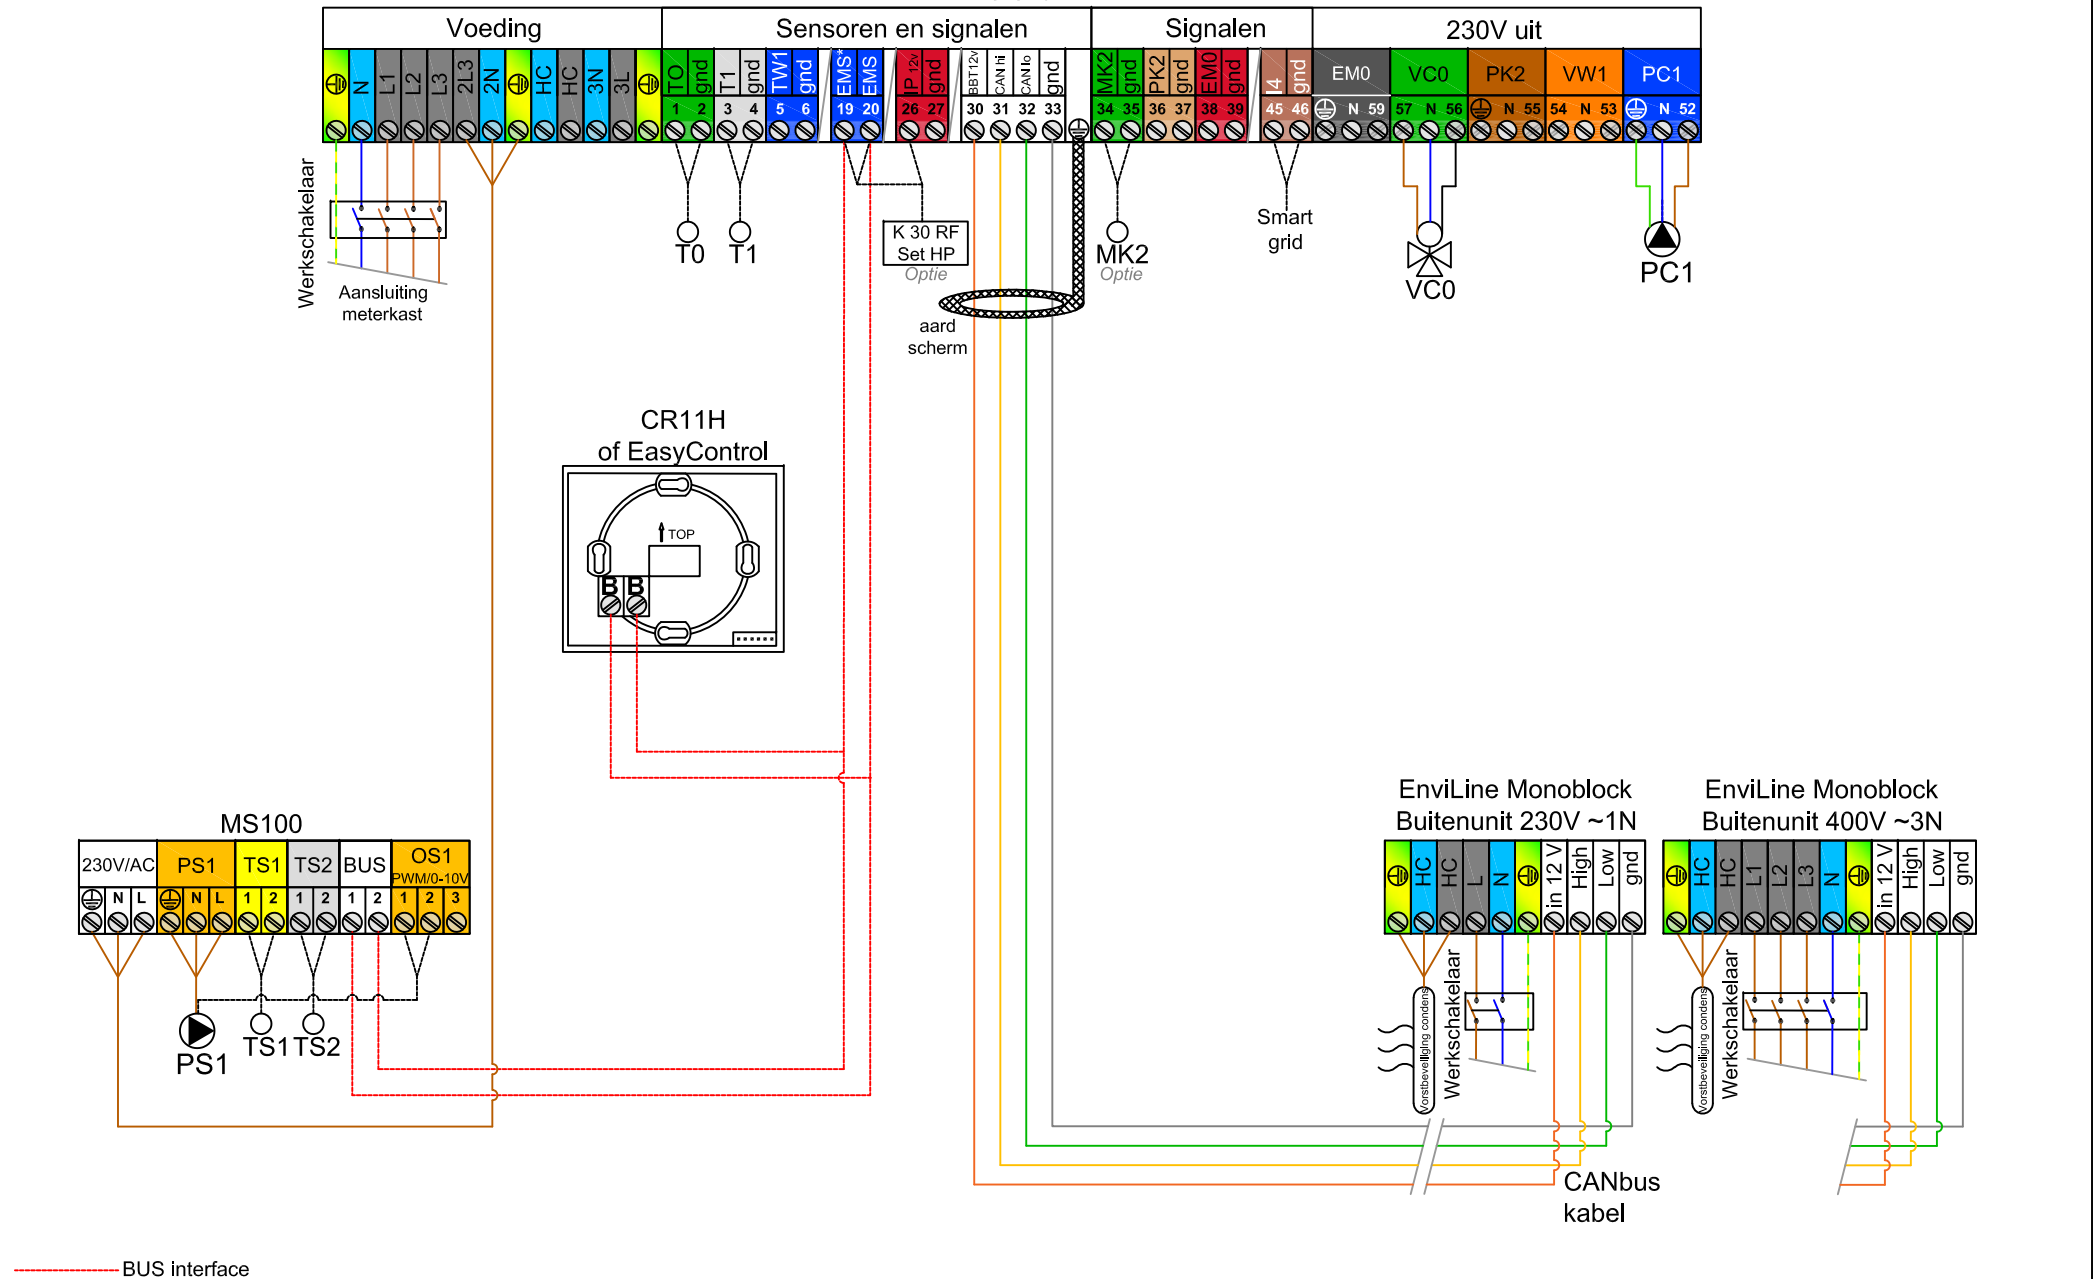 Voeding Sensoren en signalen Signalen 230V uit
N L1 L2 L3 2L3 2N HC HC 3N 3L TO gnd T1 gnd TW1 gnd EMS* EMS IP 12v gnd BBT12v CAN hi CAN lo gnd MK2 gnd PK2 gnd EM0 gnd I4 gnd EM0 VC0 PK2 VW1 PC1
1 2 3 4 5 6 19 20 26 27 30 31 32 33 34 35 36 37 38 39 45 46 N 59 57 N 56 N 55 54 N 53 N 52
Werkschakelaar
Aansluiting
meterkast
T0 T1
K 30 RF
Set HP
Optie
aard
scherm
MK2
Optie
Smart
grid
VC0
PC1
CR11H
of EasyControl
TOP
B B
MS100
230V/AC PS1 TS1 TS2 BUS OS1
PWM/0-10V
N L N L 1 2 1 2 1 2 1 2 3
PS1 TS1 TS2
EnviLine Monoblock
Buitenunit 230V ~1N
HC HC L N in 12 V High Low gnd
Vorstbeveiliging condens
Werkschakelaar
EnviLine Monoblock
Buitenunit 400V ~3N
HC HC L1 L2 L3 N in 12 V High Low gnd
Vorstbeveiliging condens
Werkschakelaar
CANbus
kabel
BUS interface